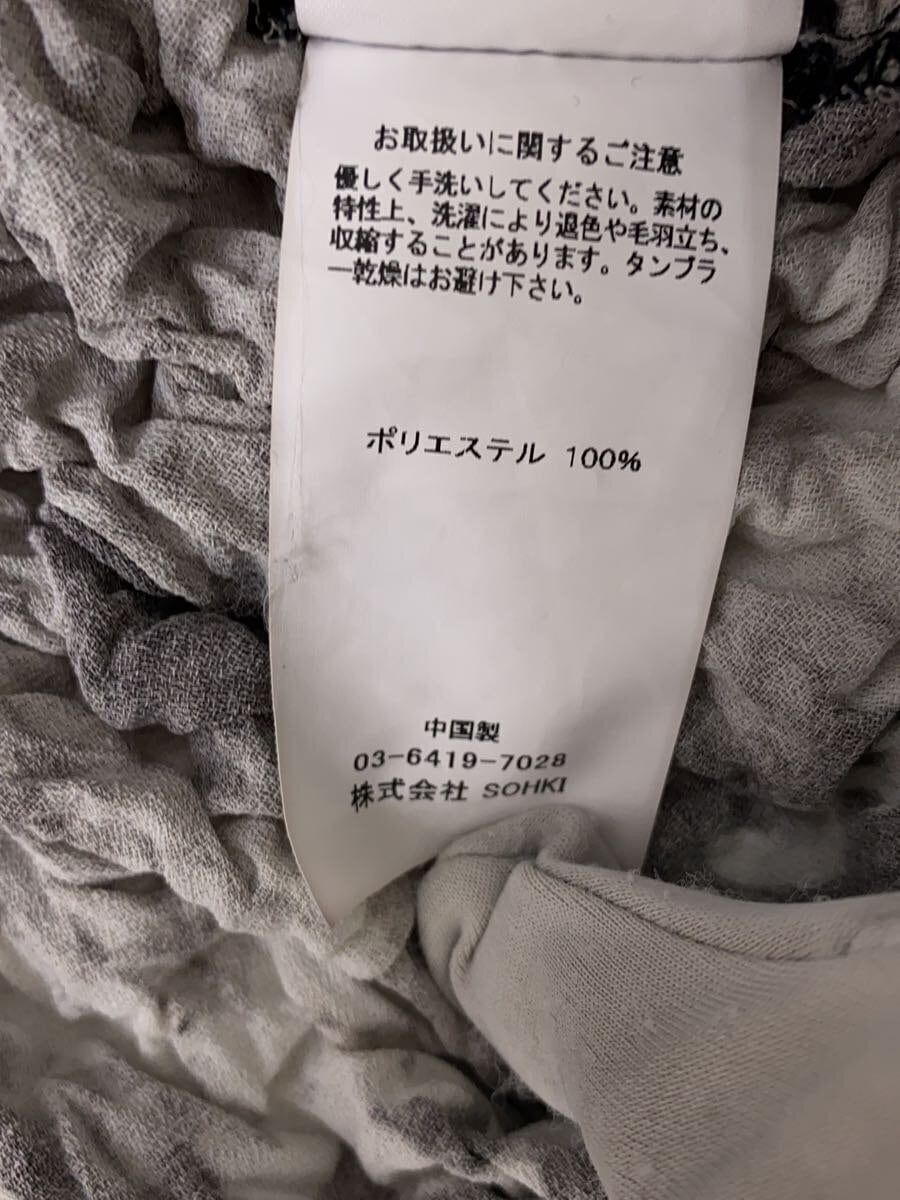 お取扱いに関するご注意
優しく手洗いしてください。素材の
特性上、洗濯により退色や毛羽立ち、
収縮することがあります。タンブラ
ー乾燥はお避け下さい。
ポリエステル 100%
中国製
03-6419-7028
株式会社 SOHKI